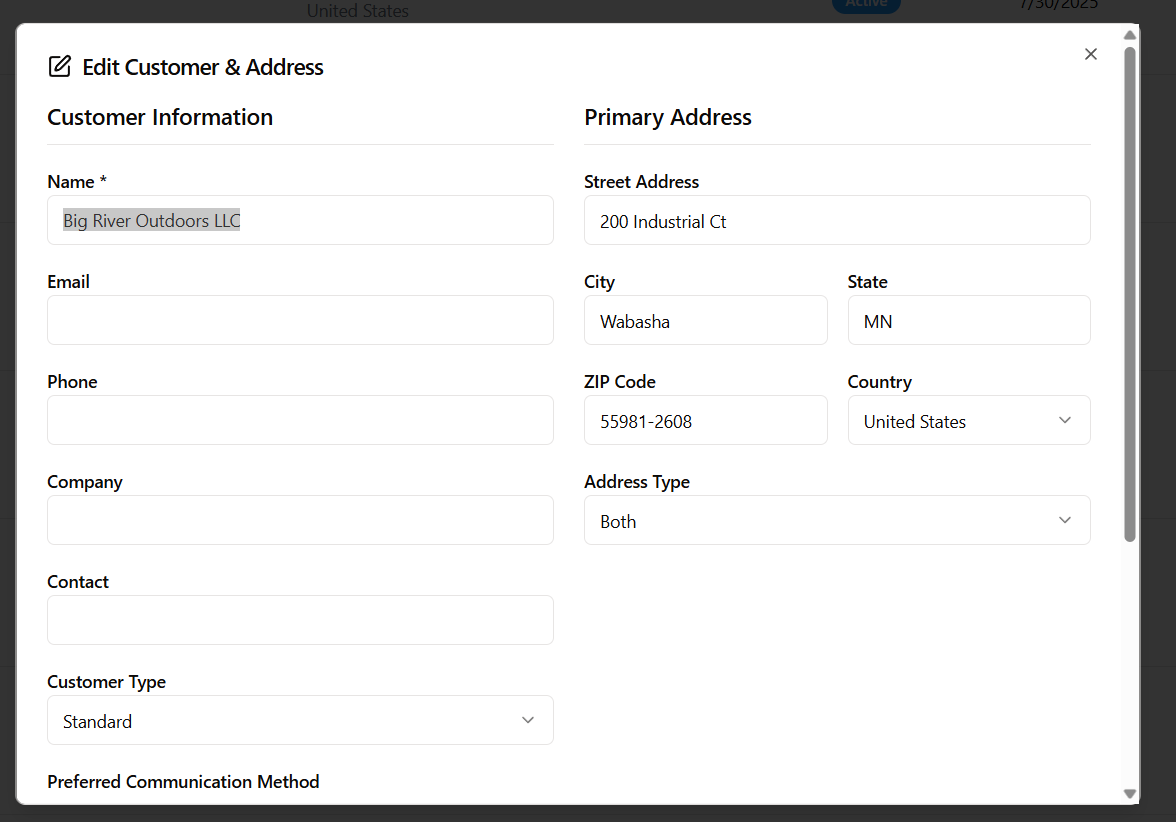 United States
Active
7/30/2025
Edit Customer & Address
Customer Information
Name *
Big River Outdoors LLC
Email
Phone
Company
Contact
Customer Type
Standard
Preferred Communication Method
Primary Address
Street Address
200 Industrial Ct
City
Wabasha
State
MN
ZIP Code
55981-2608
Country
United States
Address Type
Both